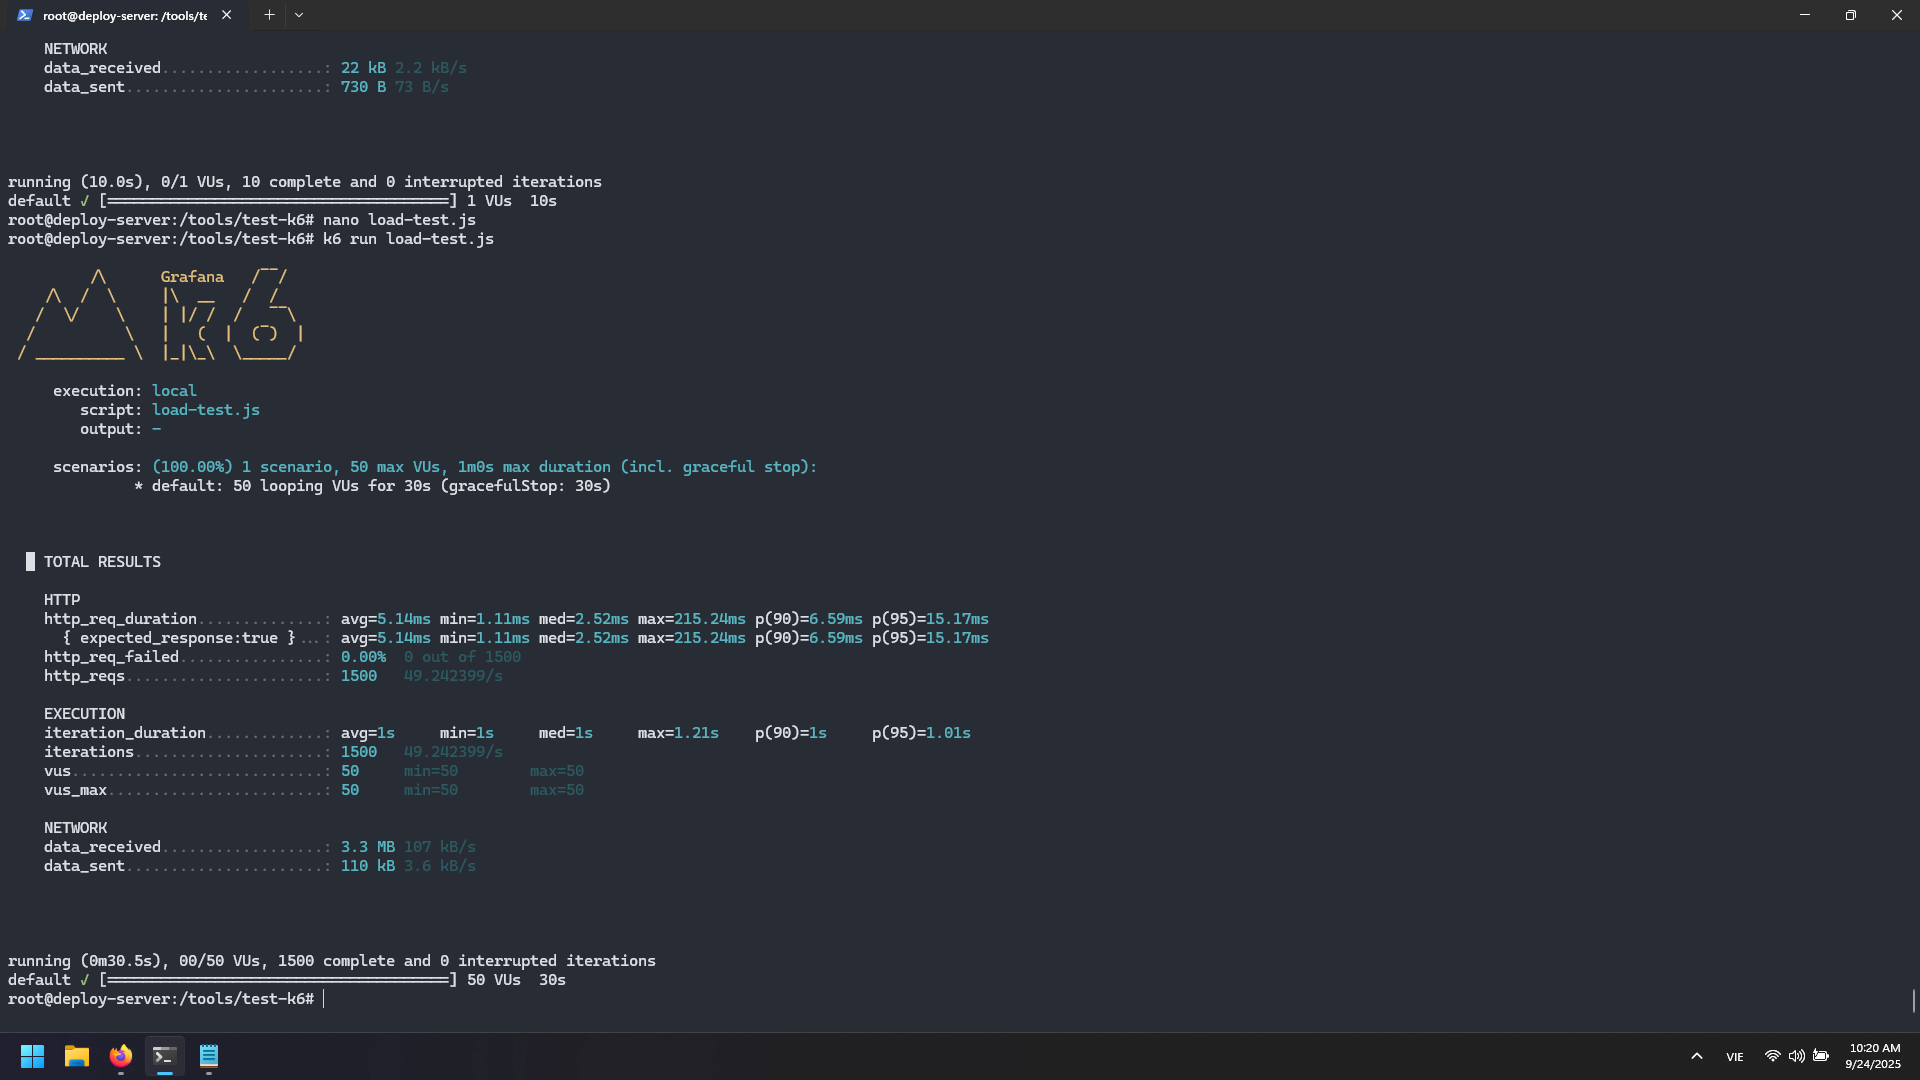 root@deploy-server: /tools/te
NETWORK
data_received..................: 22 kB 2.2 kB/s
data_sent......................: 730 B 73 B/s
running (10.0s), 0/1 VUs, 10 complete and 0 interrupted iterations
default ✓ [======================================] 1 VUs  10s
root@deploy-server:/tools/test-k6# nano load-test.js
root@deploy-server:/tools/test-k6# k6 run load-test.js
         /\      Grafana   /‾‾/
    /\  /  \     |\  __   /  /
   /  \/    \    | |/ /  /   ‾‾\
  /          \   |   (  |  (‾)  |
 / __________ \  |_|\_\  \_____/
execution: local
script: load-test.js
output: -
scenarios: (100.00%) 1 scenario, 50 max VUs, 1m0s max duration (incl. graceful stop):
* default: 50 looping VUs for 30s (gracefulStop: 30s)
█ TOTAL RESULTS
HTTP
http_req_duration..............: avg=5.14ms min=1.11ms med=2.52ms max=215.24ms p(90)=6.59ms p(95)=15.17ms
{ expected_response:true }...: avg=5.14ms min=1.11ms med=2.52ms max=215.24ms p(90)=6.59ms p(95)=15.17ms
http_req_failed................: 0.00%  0 out of 1500
http_reqs......................: 1500   49.242399/s
EXECUTION
iteration_duration.............: avg=1s     min=1s     med=1s     max=1.21s    p(90)=1s     p(95)=1.01s
iterations.....................: 1500   49.242399/s
vus............................: 50     min=50        max=50
vus_max........................: 50     min=50        max=50
NETWORK
data_received..................: 3.3 MB 107 kB/s
data_sent......................: 110 kB 3.6 kB/s
running (0m30.5s), 00/50 VUs, 1500 complete and 0 interrupted iterations
default ✓ [======================================] 50 VUs  30s
root@deploy-server:/tools/test-k6#
VIE
10:20 AM
9/24/2025